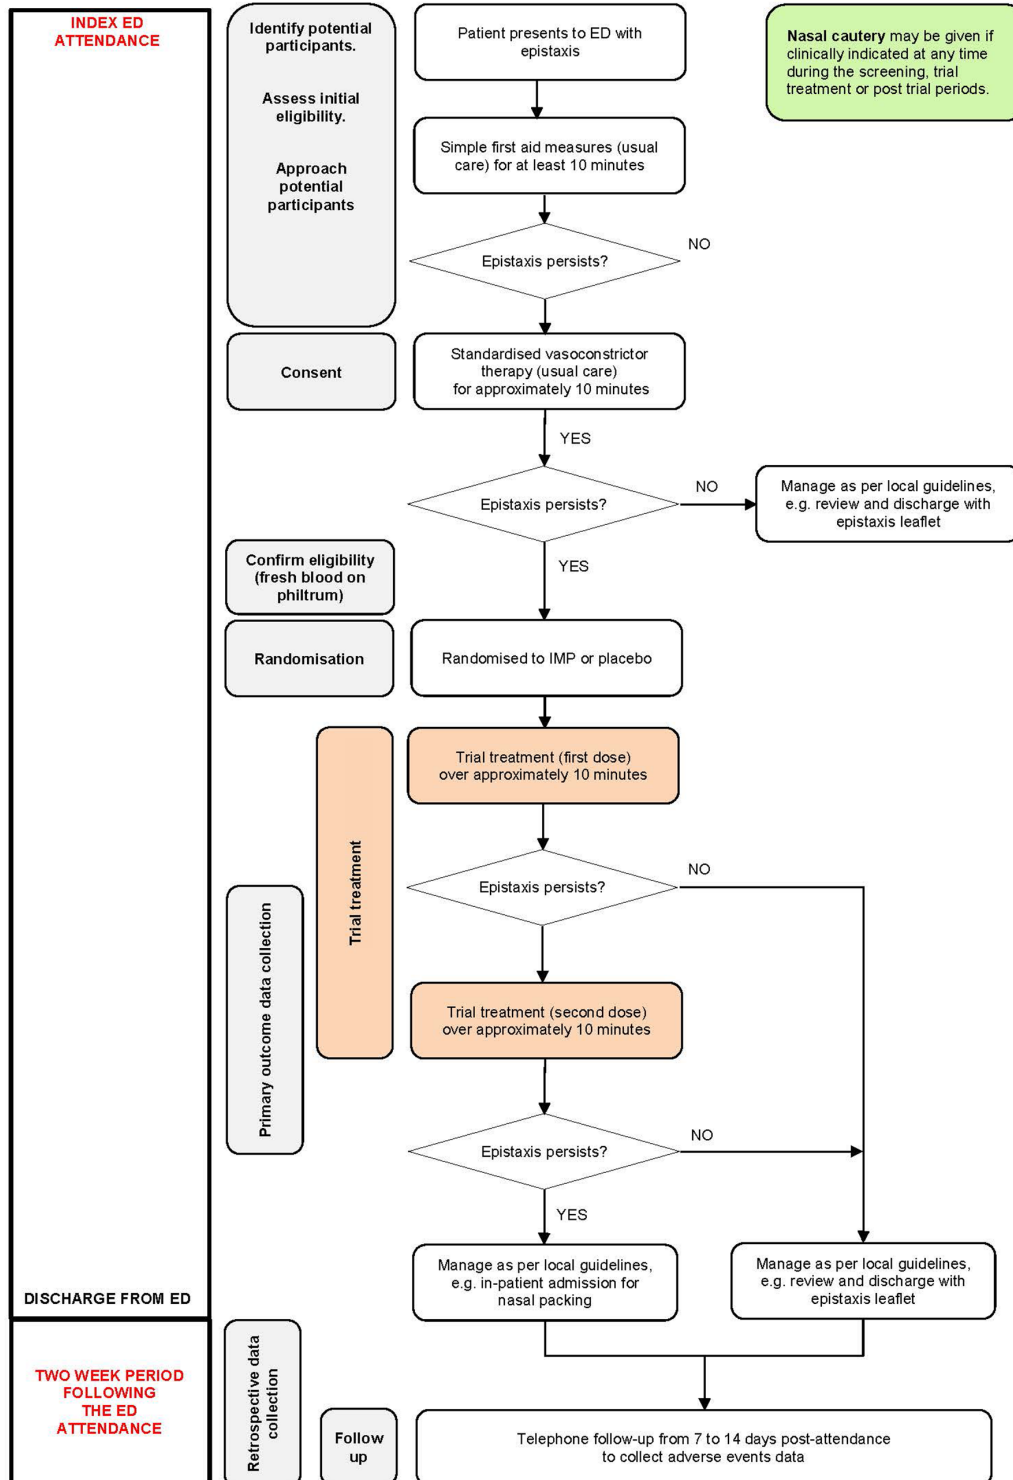 INDEX ED
ATTENDANCE
Identify potential
participants.
Assess initial
eligibility.
Approach
potential
participants
Patient presents to ED with
epistaxis
Nasal cautery may be given if
clinically indicated at any time
during the screening, trial
treatment or post trial periods.
Simple first aid measures (usual
care) for at least 10 minutes
Epistaxis persists?
NO
Consent
Standardised vasoconstrictor
therapy (usual care)
for approximately 10 minutes
YES
Epistaxis persists?
NO
Manage as per local guidelines,
e.g. review and discharge with
epistaxis leaflet
YES
Confirm eligibility
(fresh blood on
philtrum)
Randomisation
Randomised to IMP or placebo
Trial treatment
Trial treatment (first dose)
over approximately 10 minutes
Epistaxis persists?
NO
Primary outcome data collection
Trial treatment (second dose)
over approximately 10 minutes
Epistaxis persists?
NO
YES
Manage as per local guidelines,
e.g. in-patient admission for
nasal packing
Manage as per local guidelines,
e.g. review and discharge with
epistaxis leaflet
DISCHARGE FROM ED
TWO WEEK PERIOD
FOLLOWING
THE ED
ATTENDANCE
Retrospective data
collection
Follow
up
Telephone follow-up from 7 to 14 days post-attendance
to collect adverse events data